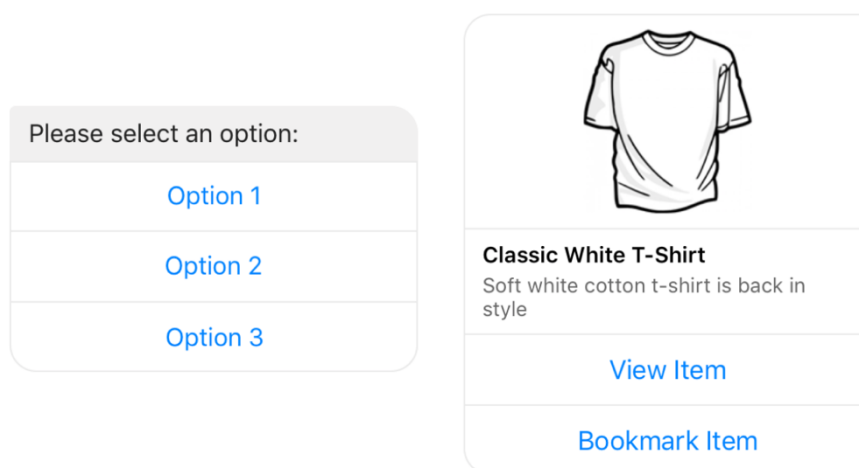 Please select an option:
Option 1
Option 2
Option 3
Classic White T-Shirt
Soft white cotton t-shirt is back in
style
View Item
Bookmark Item